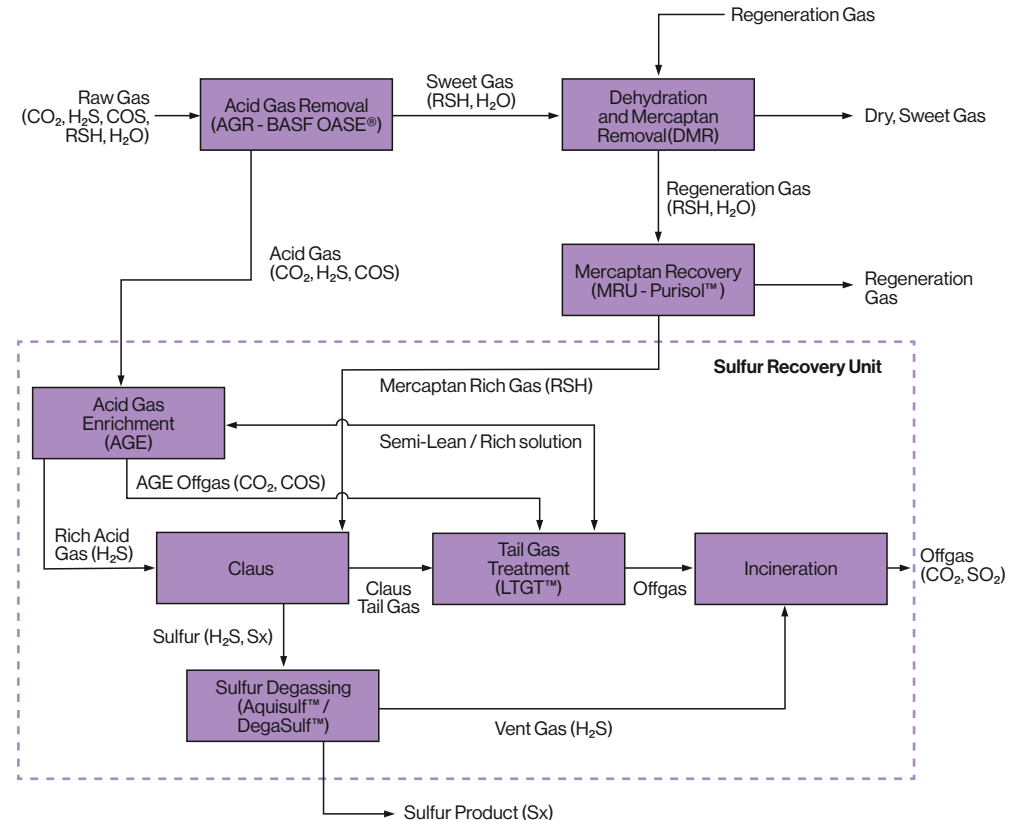 Regeneration Gas
Raw Gas
(CO₂, H₂S, COS,
RSH, H₂O)
Acid Gas Removal
(AGR - BASF OASE®)
Sweet Gas
(RSH, H₂O)
Dehydration
and Mercaptan
Removal(DMR)
Dry, Sweet Gas
Regeneration Gas
(RSH, H₂O)
Acid Gas
(CO₂, H₂S, COS)
Mercaptan Recovery
(MRU - Purisol™)
Regeneration
Gas
Sulfur Recovery Unit
Mercaptan Rich Gas (RSH)
Acid Gas
Enrichment
(AGE)
Semi-Lean / Rich solution
AGE Offgas (CO₂, COS)
Rich Acid
Gas (H₂S)
Claus
Claus
Tail Gas
Tail Gas
Treatment
(LTGT™)
Offgas
Incineration
Offgas
(CO₂, SO₂)
Sulfur (H₂S, Sx)
Sulfur Degassing
(Aquisulf™ /
DegaSulf™)
Vent Gas (H₂S)
Sulfur Product (Sx)